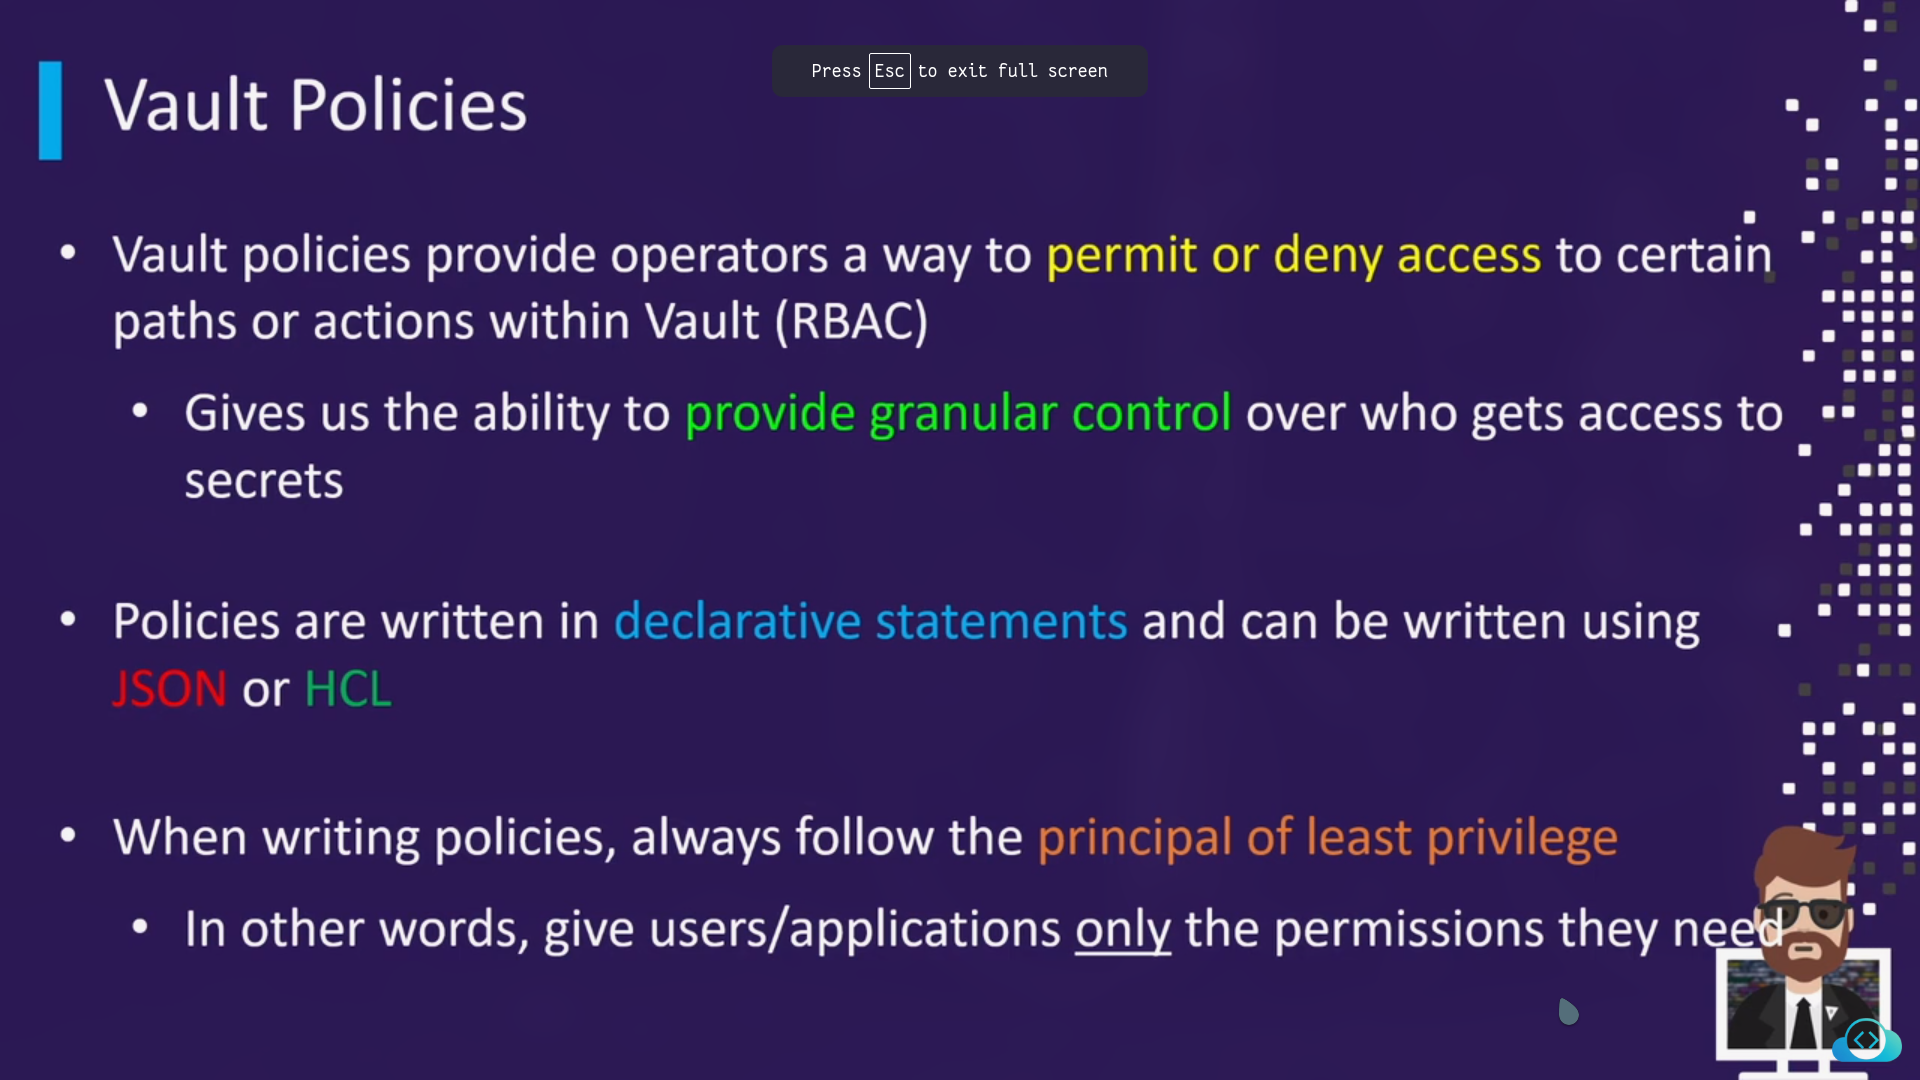 Press Esc to exit full screen
Vault Policies
• Vault policies provide operators a way to permit or deny access to certain
paths or actions within Vault (RBAC)
• Gives us the ability to provide granular control over who gets access to
secrets
• Policies are written in declarative statements and can be written using
JSON or HCL
• When writing policies, always follow the principal of least privilege
• In other words, give users/applications only the permissions they need